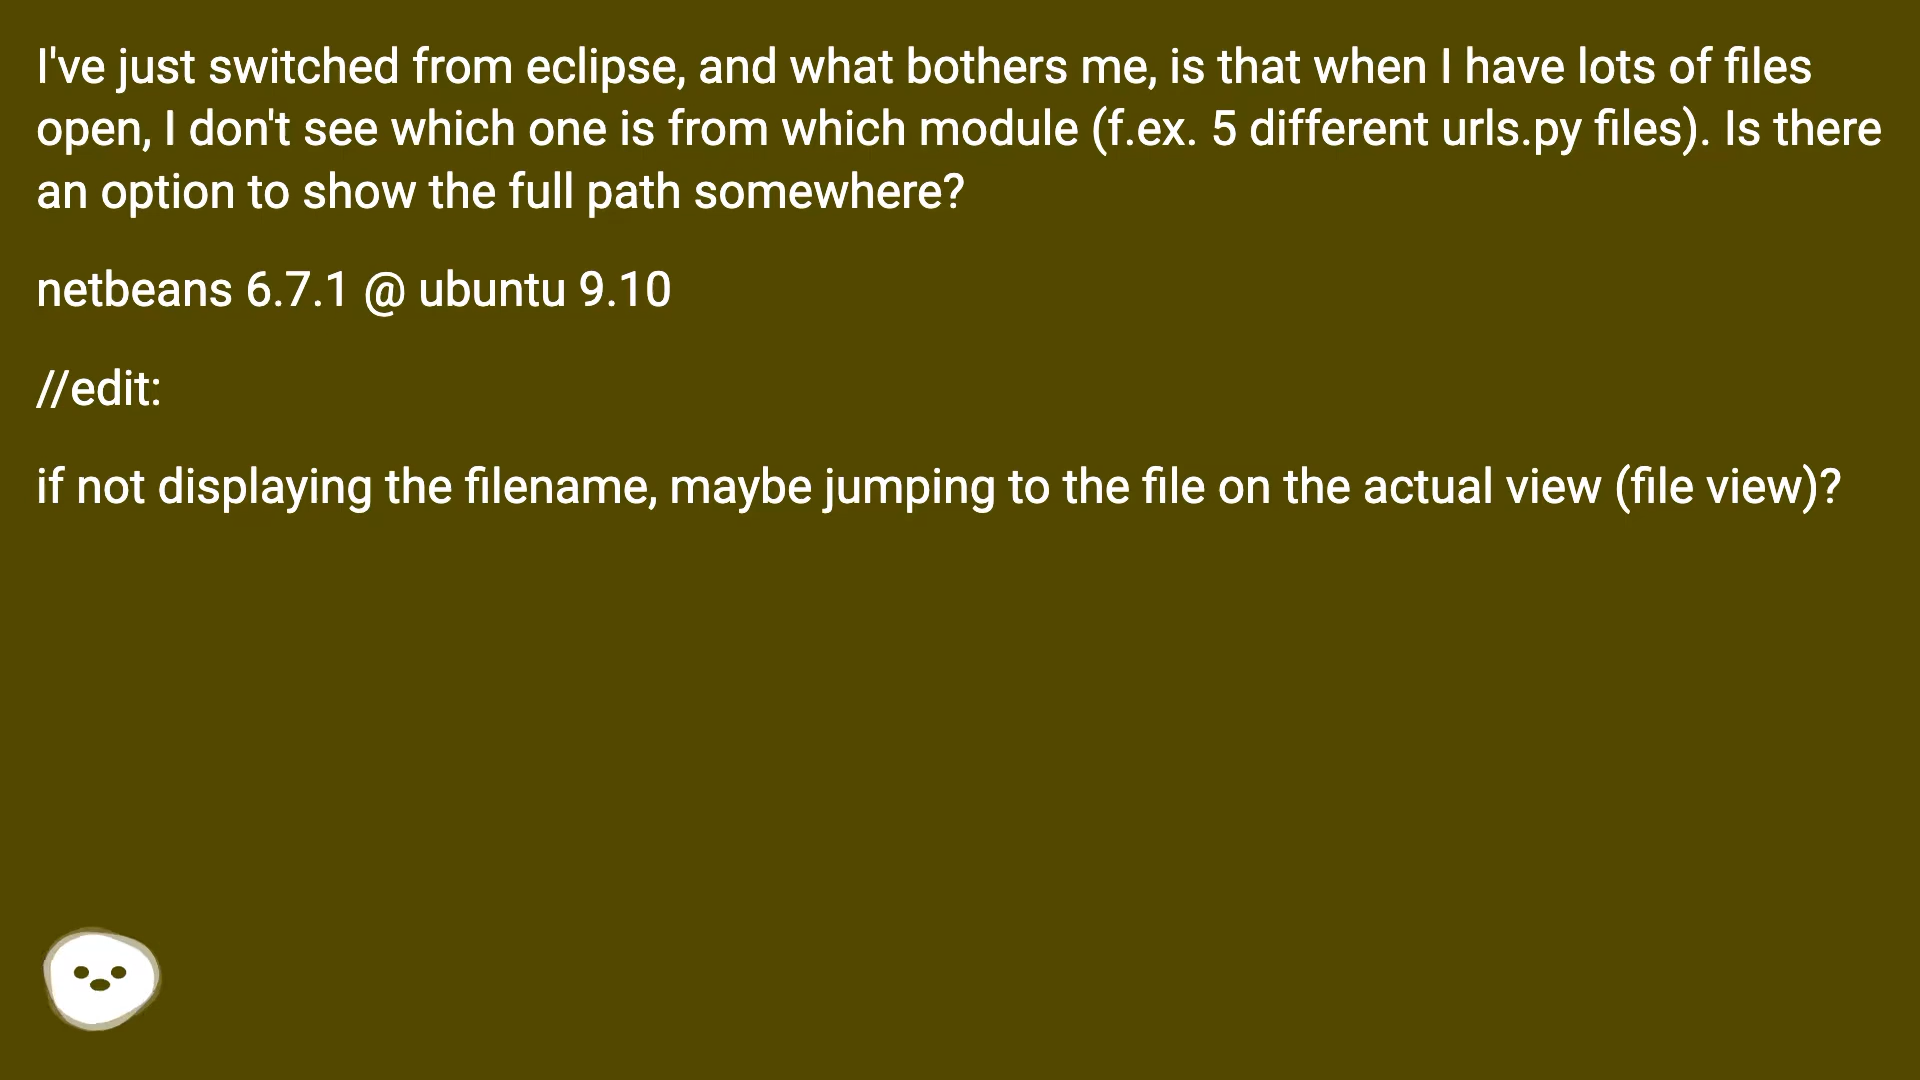 I've just switched from eclipse, and what bothers me, is that when I have lots of files
open, I don't see which one is from which module (f.ex. 5 different urls.py files). Is there
an option to show the full path somewhere?
netbeans 6.7.1 @ ubuntu 9.10
//edit:
if not displaying the filename, maybe jumping to the file on the actual view (file view)?